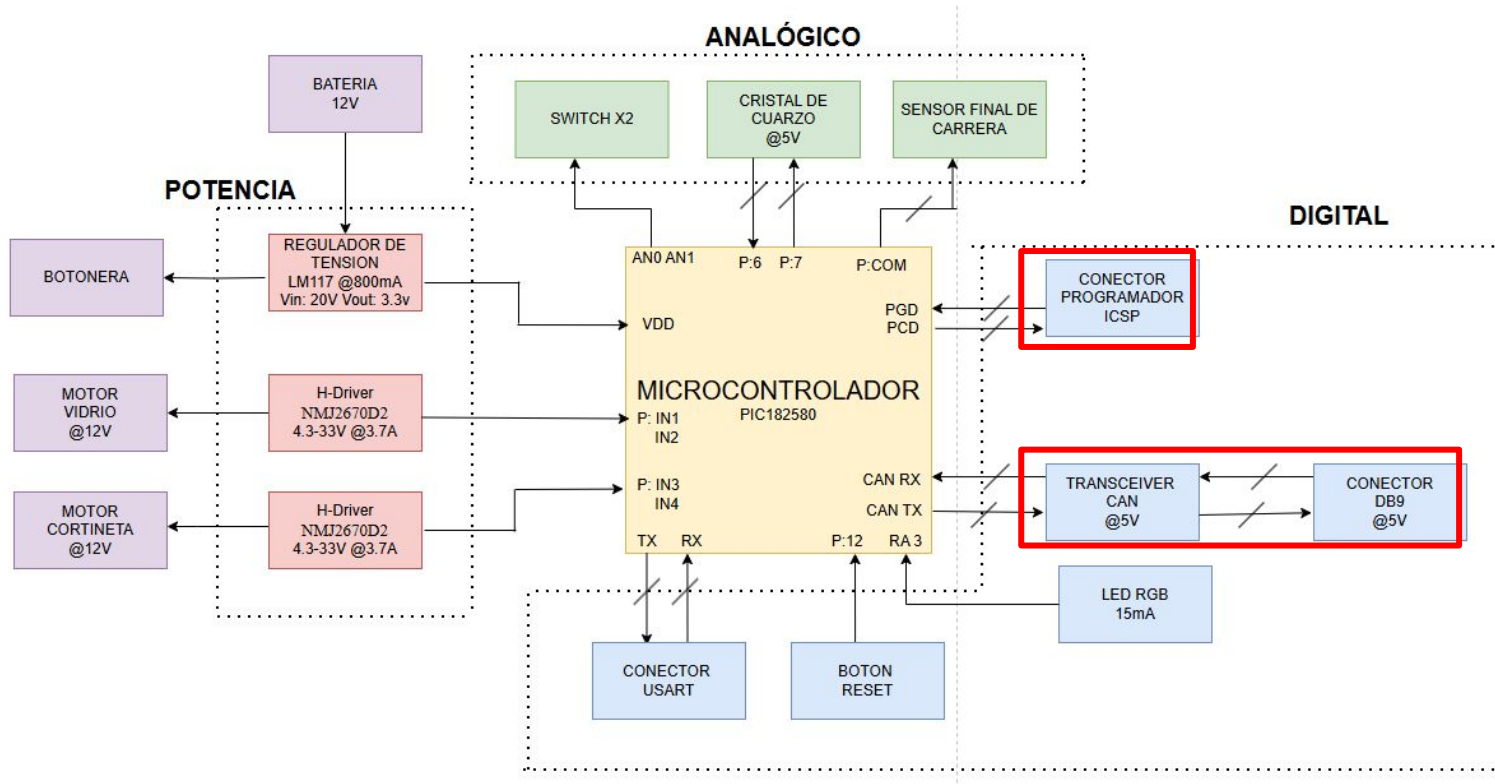 ANALÓGICO
BATERIA
12V
SWITCH X2
CRISTAL DE
CUARZO
@5V
SENSOR FINAL DE
CARRERA
POTENCIA
DIGITAL
BOTONERA
REGULADOR DE
TENSION
LM117 @800mA
Vin: 20V Vout: 3.3v
AN0 AN1
P:6
P:7
P:COM
VDD
PGD
PCD
CONECTOR
PROGRAMADOR
ICSP
MOTOR
VIDRIO
@12V
H-Driver
NMJ2670D2
4.3-33V @3.7A
MICROCONTROLADOR
PIC182580
P: IN1
IN2
MOTOR
CORTINETA
@12V
H-Driver
NMJ2670D2
4.3-33V @3.7A
P: IN3
IN4
CAN RX
CAN TX
TRANSCEIVER
CAN
@5V
CONECTOR
DB9
@5V
TX
RX
P:12
RA 3
LED RGB
15mA
CONECTOR
USART
BOTON
RESET